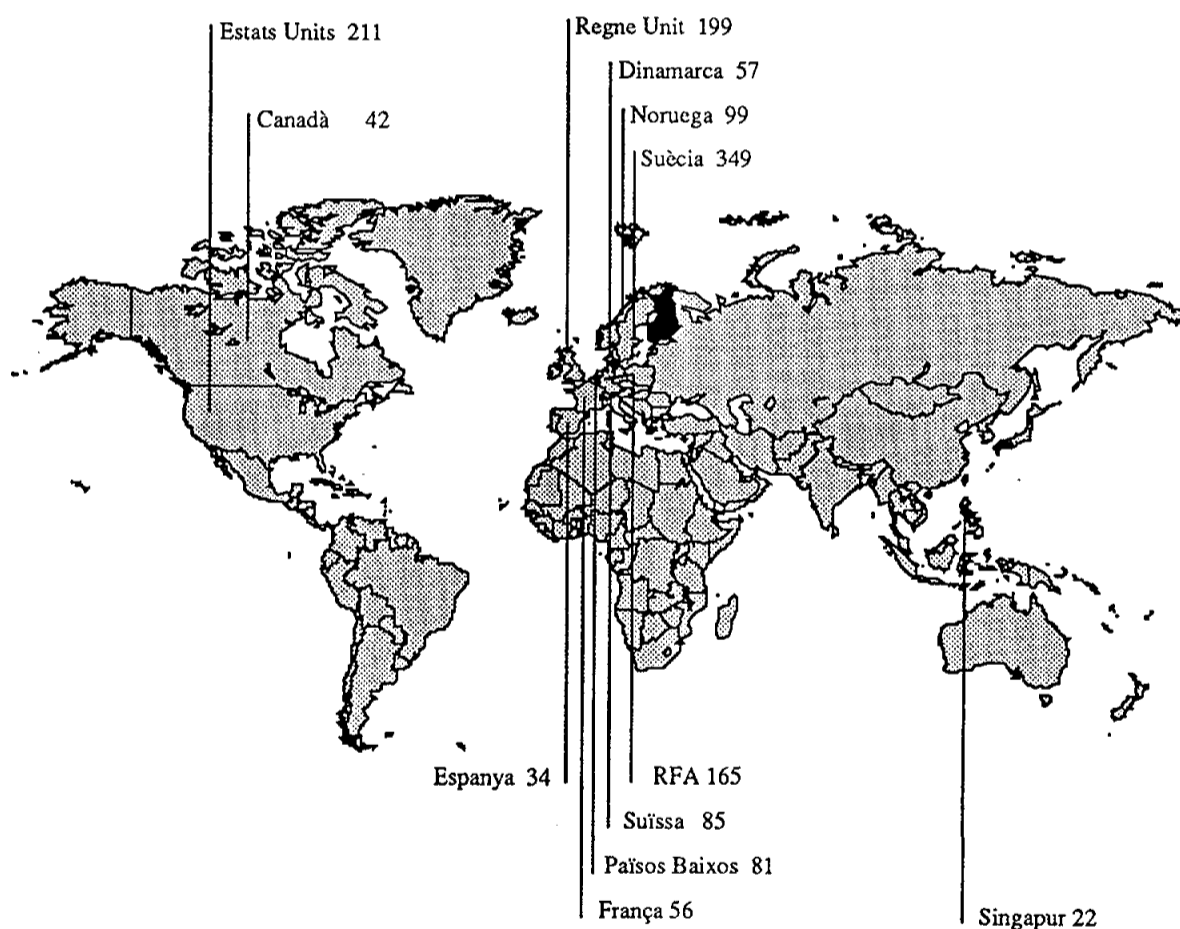 Estats Units 211
Regne Unit 199
Dinamarca 57
Canadà 42
Noruega 99
Suècia 349
Espanya 34
RFA 165
Suïssa 85
Països Baixos 81
França 56
Singapur 22